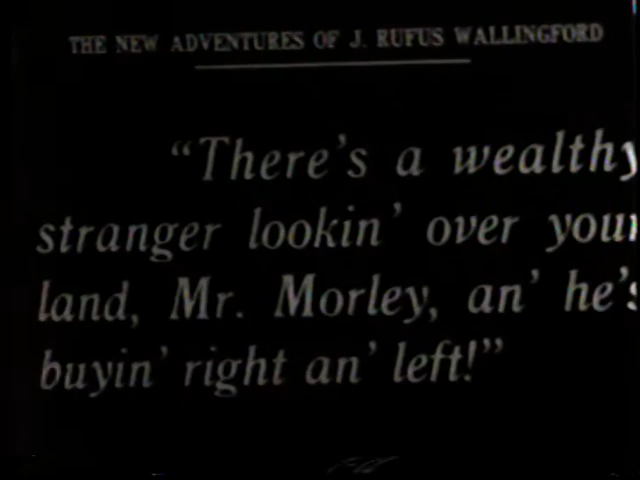 THE NEW ADVENTURES OF J. RUFUS WALLINGFORD
“There's a wealthy
stranger lookin' over your
land, Mr. Morley, an' he's
buyin' right an' left!”